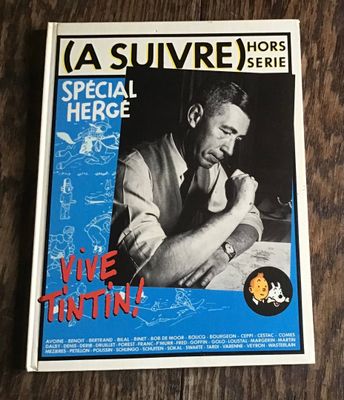 (A SUIVRE) HORS SERIE
SPÉCIAL
HERGÉ
VIVE
TINTIN!
AVOINE - BENOIT - BERTRAND - BILAL - BINET - BOB DE MOOR - BOUCQ - BOURGEON - CEPPI - CESTAC - COMES
DALEY - DENIS - DERIB - DRUILLET - FOREST - FRANC - F'MURR - FRED - GOFFIN - GOLO - LOUSTAL - MARGERIN - MARTIN
MEZIERES - PETILLON - POUSSIN - SCHLINGO - SCHUITEN - SOKAL - SWARTE - TARDI - VARENNE - VEYRON - WASTERLAIN